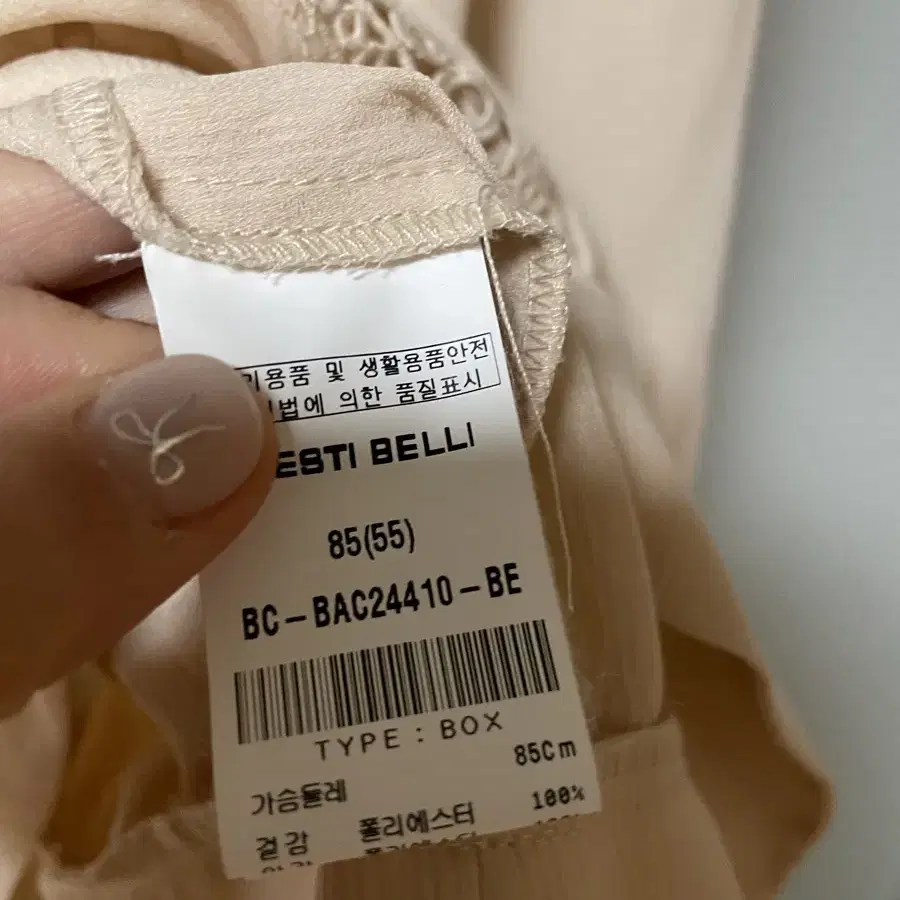 용품 및 생활용품안전
법에 의한 품질표시
ESTI BELLI
85(55)
BC-BAC24410-BE
TYPE : BOX
가슴둘레 85Cm
겉감 폴리에스터 100%